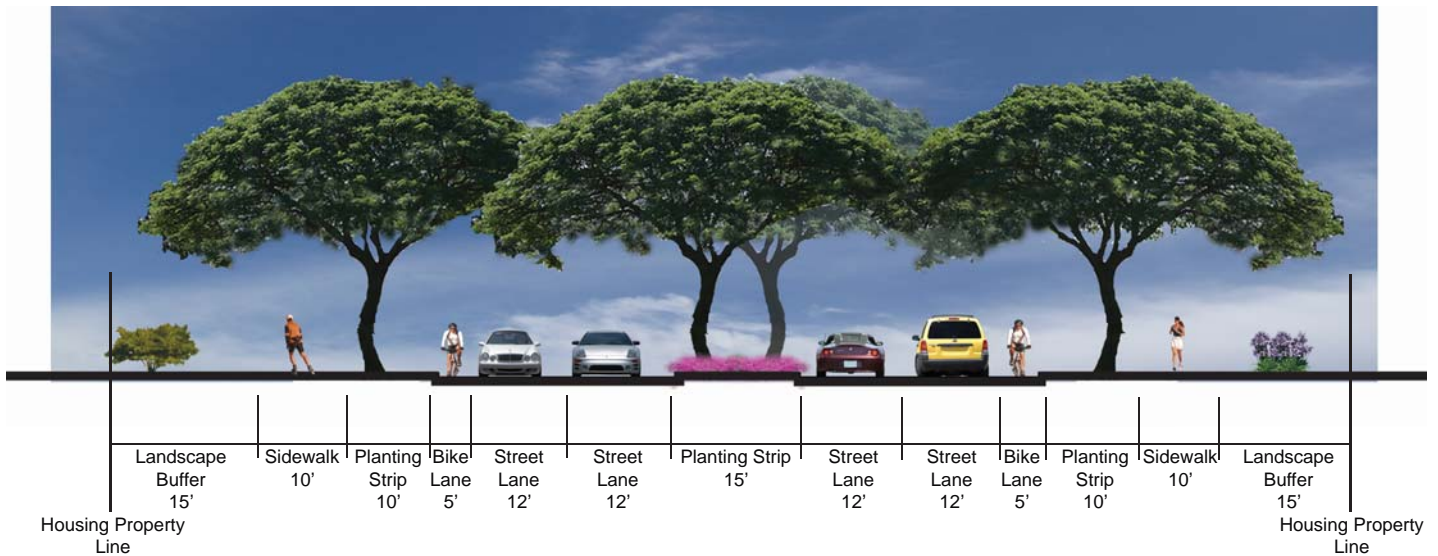 Landscape
Buffer
15’
Sidewalk
10’
Planting
Strip
10’
Bike
Lane
5’
Street
Lane
12’
Street
Lane
12’
Planting Strip
15’
Street
Lane
12’
Street
Lane
12’
Bike
Lane
5’
Planting
Strip
10’
Sidewalk
10’
Landscape
Buffer
15’
Housing Property
Line
Housing Property
Line